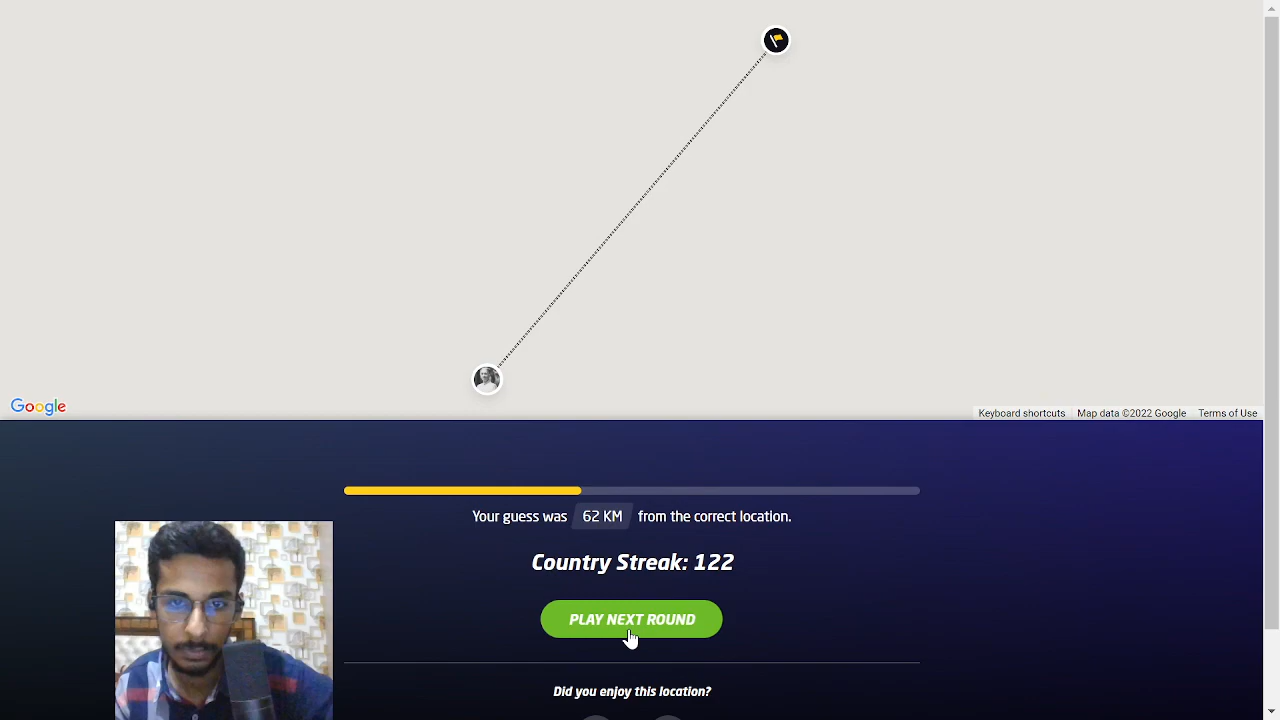 Google
Keyboard shortcuts
Map data ©2022 Google
Terms of Use
Your guess was 62 KM from the correct location.
Country Streak: 122
PLAY NEXT ROUND
Did you enjoy this location?